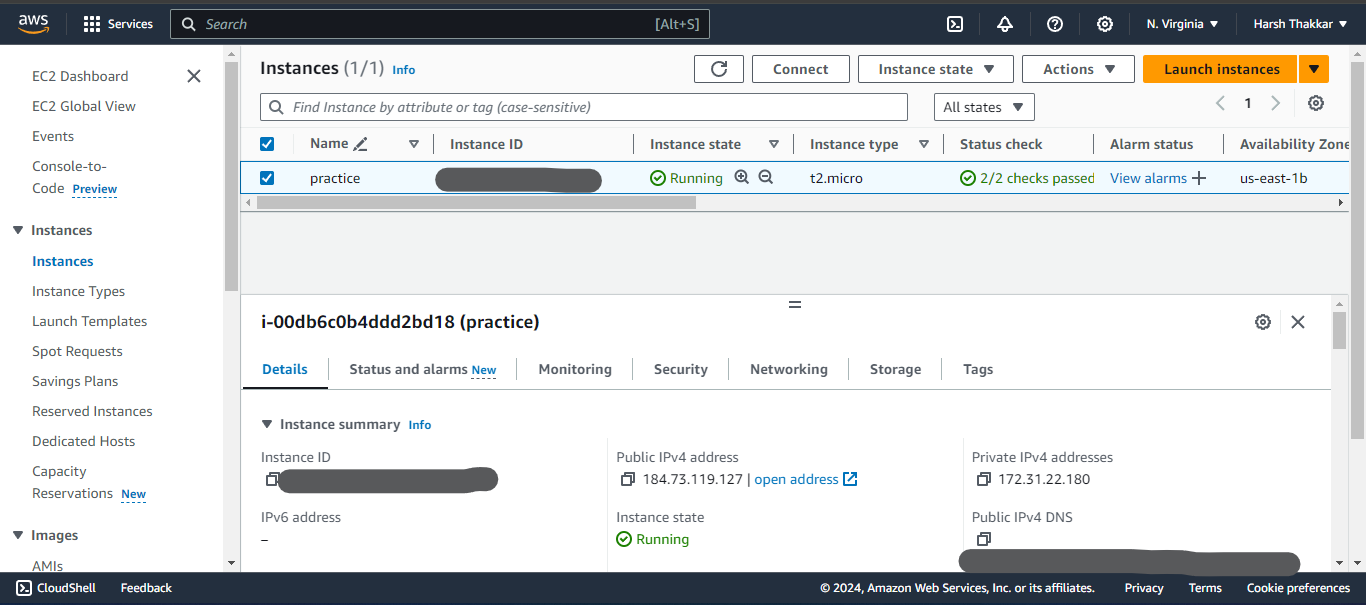 aws
Services
Search [Alt+S]
N. Virginia
Harsh Thakkar
EC2 Dashboard
EC2 Global View
Events
Console-to-
Code Preview
Instances
Instances
Instance Types
Launch Templates
Spot Requests
Savings Plans
Reserved Instances
Dedicated Hosts
Capacity
Reservations New
Images
AMIs
Instances (1/1) Info
Connect
Instance state
Actions
Launch instances
Find Instance by attribute or tag (case-sensitive)
All states
1
Name Instance ID Instance state Instance type Status check Alarm status Availability Zone
practice Running t2.micro 2/2 checks passed View alarms + us-east-1b
i-00db6c0b4ddd2bd18 (practice)
Details Status and alarms New Monitoring Security Networking Storage Tags
Instance summary Info
Instance ID
IPv6 address
–
Public IPv4 address
184.73.119.127 | open address
Instance state
Running
Private IPv4 addresses
172.31.22.180
Public IPv4 DNS
CloudShell Feedback
© 2024, Amazon Web Services, Inc. or its affiliates. Privacy Terms Cookie preferences